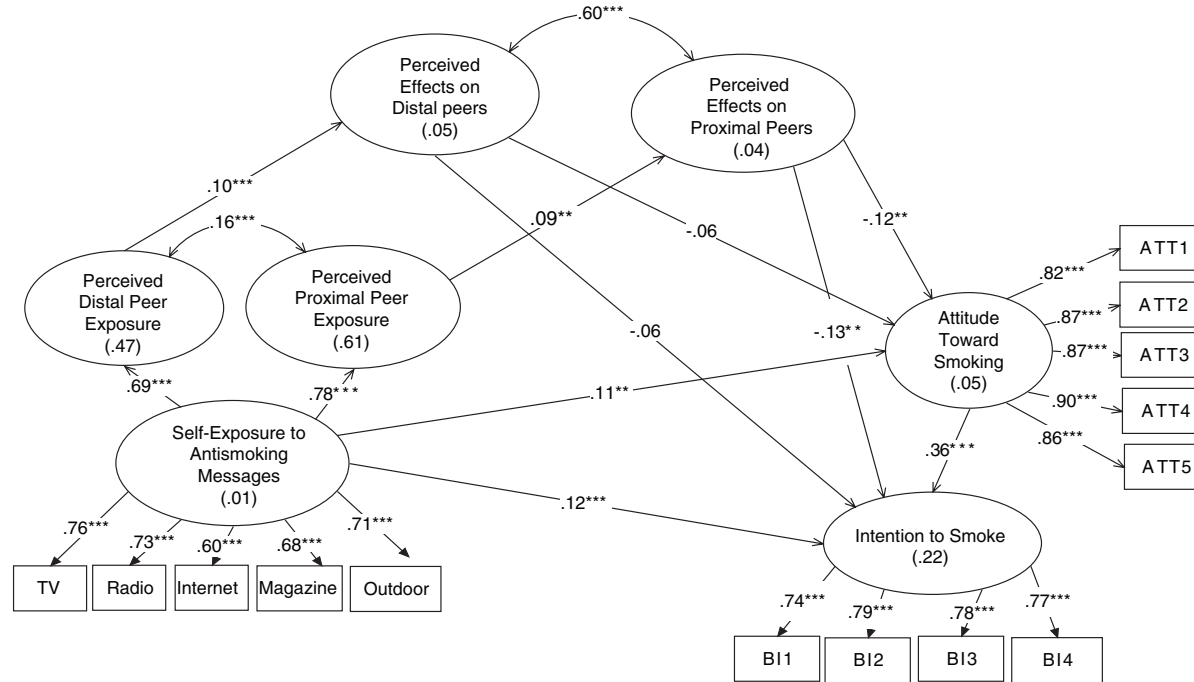 .60***
Perceived
Effects on
Distal peers
(.05)
Perceived
Effects on
Proximal Peers
(.04)
.10***
.16***
.09**
-.06
-.12**
Perceived
Distal Peer
Exposure
(.47)
Perceived
Proximal Peer
Exposure
(.61)
-.06
-.13**
Attitude
Toward
Smoking
(.05)
.82***
.87***
.87***
.90***
.86***
ATT1
ATT2
ATT3
ATT4
ATT5
.69***
.78***
.11**
.36***
Self-Exposure to
Antismoking
Messages
(.01)
.12***
Intention to Smoke
(.22)
.76***
.73***
.60***
.68***
.71***
TV
Radio
Internet
Magazine
Outdoor
.74***
.79***
.78***
.77***
BI1
BI2
BI3
BI4